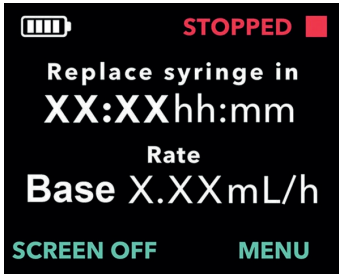 STOPPED
Replace syringe in
XX:XXhh:mm
Rate
Base X.XXmL/h
SCREEN OFF MENU